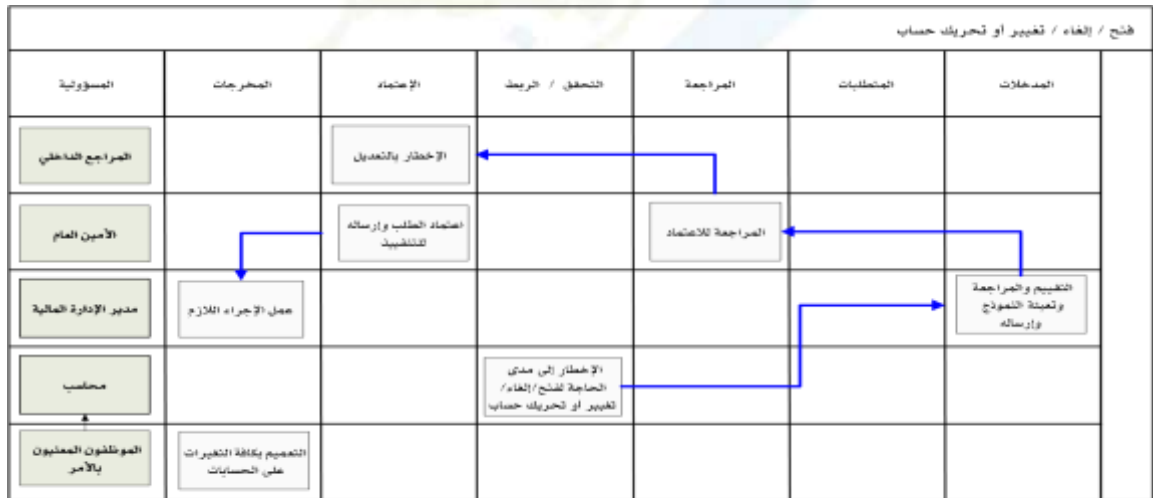 فتح / إلغاء / تغيير أو تحريك حساب
المدخلات
المتطلبات
المراجعة
التحقق / الربط
الإعتماد
المخرجات
المسؤولية
الإخطار بالتعديل
المراجع الداخلي
المراجعة للاعتماد
اعتماد الطلب وإرساله
للتنفيذ
الأمين العام
التقييم والمراجعة
وتعبئة النموذج
وإرساله
عمل الإجراء اللازم
مدير الإدارة المالية
الإخطار إلى مدى
الحاجة لفتح/إلغاء/
تغيير أو تحريك حساب
محاسب
التعميم بكافة التغيرات
على الحسابات
الموظفون المعنيون
بالأمر